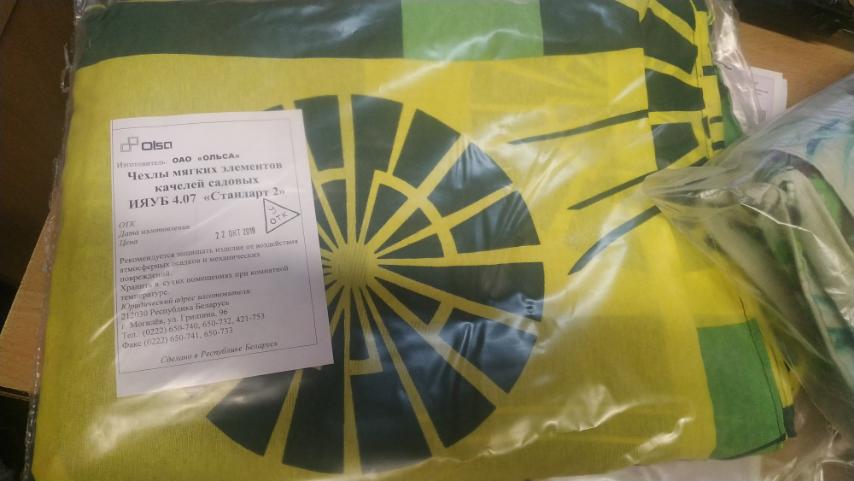 Olsa
Изготовитель: ОАО «ОЛЬСА»
Чехлы мягких элементов
качелей садовых
ИЯУБ 4.07 «Стандарт 2»
ОТК
Дата изготовления 22 ОКТ 2019
Цена
ОТК
Рекомендуется защищать изделие от воздействия
атмосферных осадков и механических
повреждений.
Хранить в сухих помещениях при комнатной
температуре.
Юридический адрес изготовителя:
212030 Республика Беларусь
г. Могилёв, ул. Гришина, 96
Тел. (0222) 650-740, 650-732, 421-753
Факс (0222) 650-741, 650-733
Сделано в Республике Беларусь